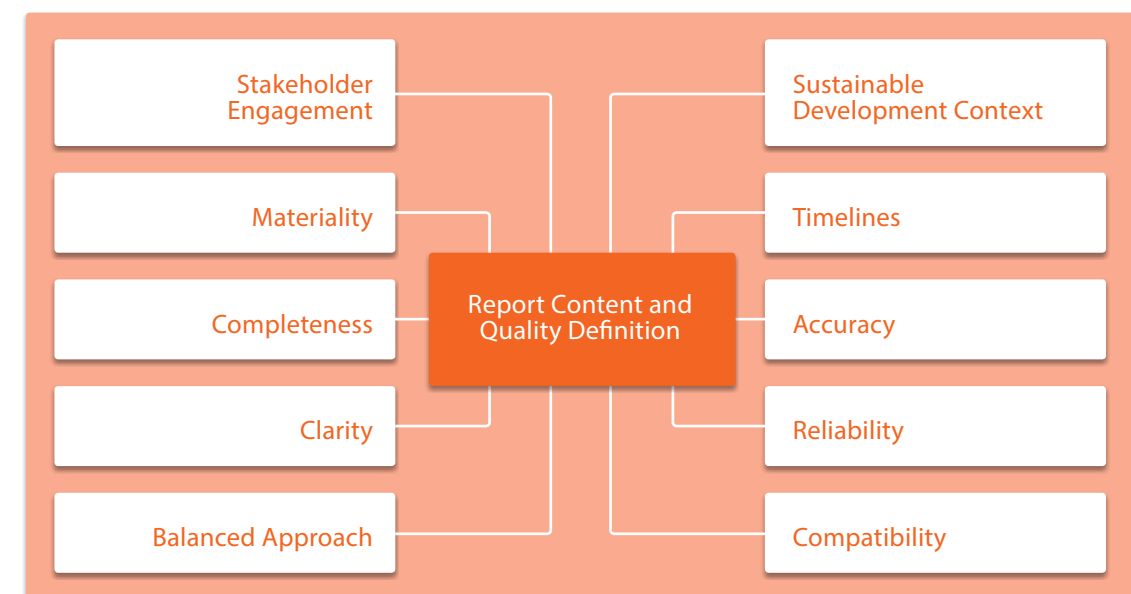 Stakeholder
Engagement
Materiality
Completeness
Clarity
Balanced Approach
Report Content and
Quality Definition
Sustainable
Development Context
Timelines
Accuracy
Reliability
Compatibility